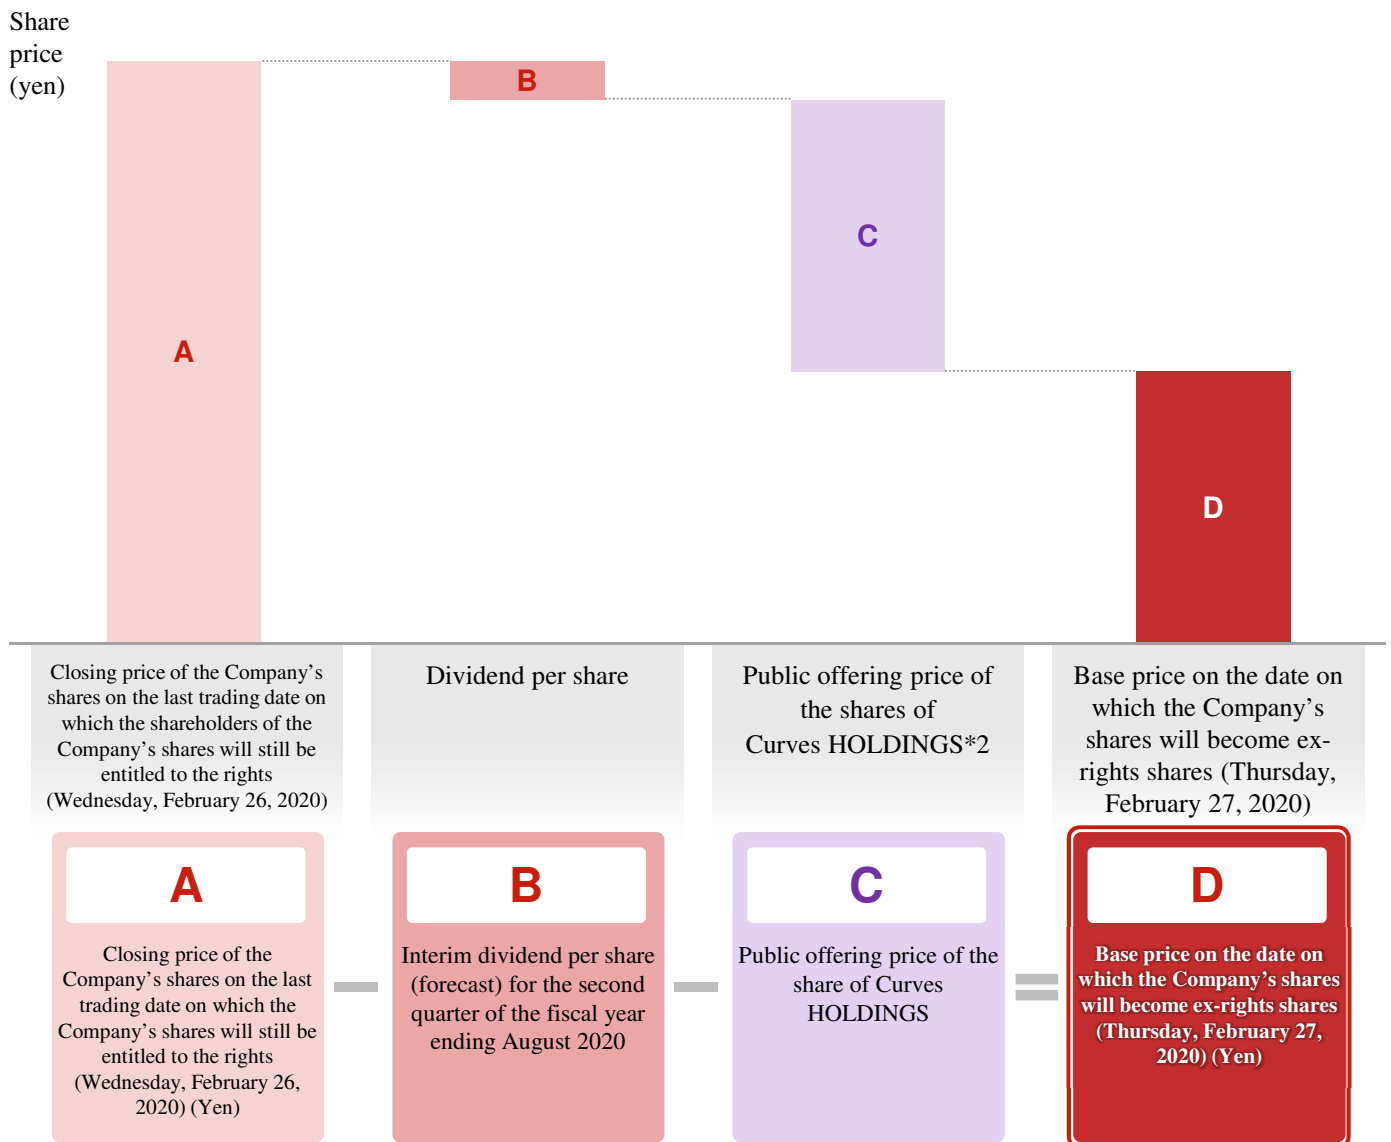 Share
price
(yen)
A
B
C
D
Closing price of the Company's
shares on the last trading date on
which the shareholders of the
Company's shares will still be
entitled to the rights
(Wednesday, February 26, 2020)
Dividend per share
Public offering price of
the shares of
Curves HOLDINGS*2
Base price on the date on
which the Company's
shares will become ex-
rights shares (Thursday,
February 27, 2020)
A
Closing price of the
Company's shares on the last
trading date on which the
Company's shares will still be
entitled to the rights
(Wednesday, February 26,
2020) (Yen)
B
Interim dividend per share
(forecast) for the second
quarter of the fiscal year
ending August 2020
C
Public offering price of the
share of Curves
HOLDINGS
D
Base price on the date on
which the Company's shares
will become ex-rights shares
(Thursday, February 27,
2020) (Yen)